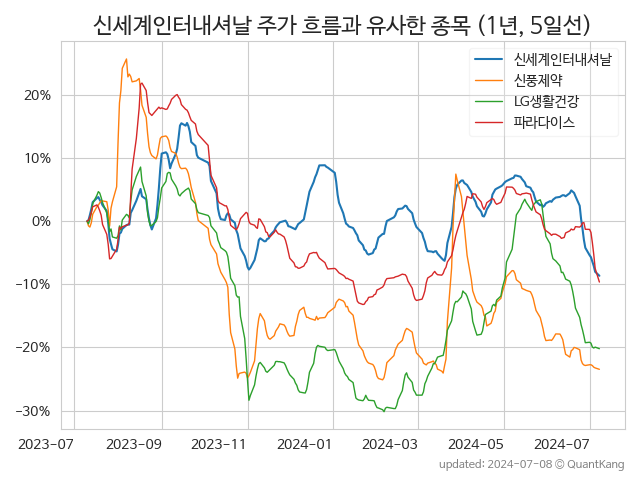 신세계인터내셔날 주가 흐름과 유사한 종목 (1년, 5일선)
신세계인터내셔날
신풍제약
LG생활건강
파라다이스
20%
10%
0%
−10%
−20%
−30%
2023-07 2023-09 2023-11 2024-01 2024-03 2024-05 2024-07
updated: 2024-07-08 © QuantKang